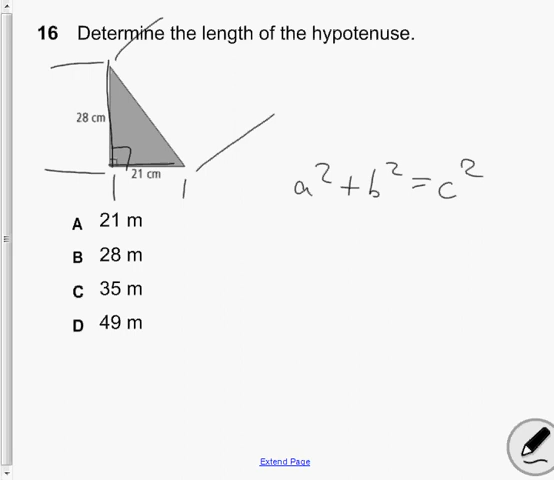 16 Determine the length of the hypotenuse.
28 cm
21 cm
a² + b² = c²
A 21 m
B 28 m
C 35 m
D 49 m
Extend Page